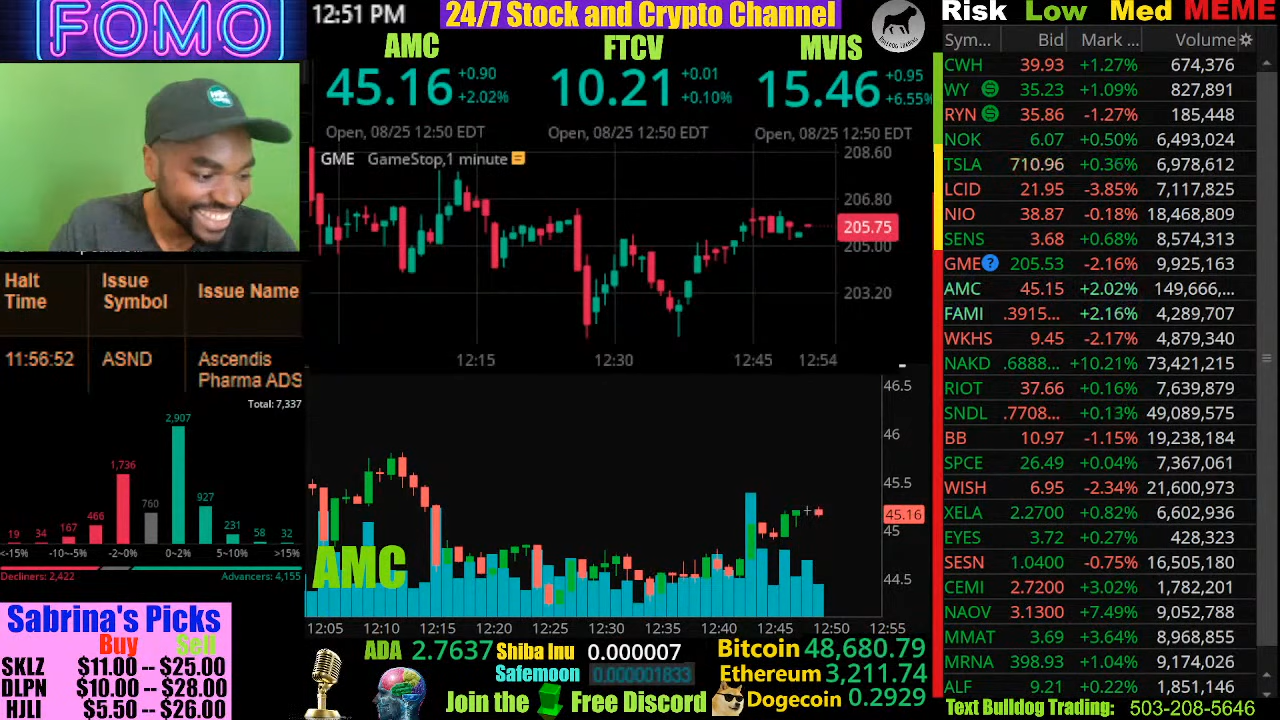 FOMO
12:51 PM
24/7 Stock and Crypto Channel
BULLDOG TRADING
Risk Low Med MEME
AMC
45.16 +0.90 +2.02%
Open, 08/25 12:50 EDT
FTCV
10.21 +0.01 +0.10%
Open, 08/25 12:50 EDT
MVIS
15.46 +0.95 +6.55%
Open, 08/25 12:50 EDT
GME GameStop,1 minute
208.60
206.80
205.75
205.00
203.20
12:15 12:30 12:45 12:54
Halt Time Issue Symbol Issue Name
11:56:52 ASND Ascendis Pharma ADS
Total: 7,337
19 34 167 466 1,736 760 2,907 927 231 58 32
<-15% -10~-5% -2~0% 0~2% 5~10% >15%
Decliners: 2,422 Advancers: 4,155
AMC
46.5
46
45.5
45.16
45
44.5
12:05 12:10 12:15 12:20 12:25 12:30 12:35 12:40 12:45 12:50 12:55
Sabrina's Picks
Buy Sell
SKLZ $11.00 -- $25.00
DLPN $10.00 -- $28.00
HJLI $5.50 -- $26.00
ADA 2.7637 Shiba Inu 0.000007
Safemoon 0.000001833
Join the Free Discord
Bitcoin 48,680.79
Ethereum 3,211.74
Dogecoin 0.2929
Sym... Bid Mark ... Volume
CWH 39.93 +1.27% 674,376
WY 35.23 +1.09% 827,891
RYN 35.86 -1.27% 185,448
NOK 6.07 +0.50% 6,493,024
TSLA 710.96 +0.36% 6,978,612
LCID 21.95 -3.85% 7,117,825
NIO 38.87 -0.18% 18,468,809
SENS 3.68 +0.68% 8,574,313
GME 205.53 -2.16% 9,925,163
AMC 45.15 +2.02% 149,666,...
FAMI .3915... +2.16% 4,289,707
WKHS 9.45 -2.17% 4,879,340
NAKD .6888... +10.21% 73,421,215
RIOT 37.66 +0.16% 7,639,879
SNDL .7708... +0.13% 49,089,575
BB 10.97 -1.15% 19,238,184
SPCE 26.49 +0.04% 7,367,061
WISH 6.95 -2.34% 21,600,973
XELA 2.2700 +0.82% 6,602,936
EYES 3.72 +0.27% 428,323
SESN 1.0400 -0.75% 16,505,180
CEMI 2.7200 +3.02% 1,782,201
NAOV 3.1300 +7.49% 9,052,788
MMAT 3.69 +3.64% 8,968,855
MRNA 398.93 +1.04% 9,174,026
ALF 9.21 +0.22% 1,851,146
Text Bulldog Trading: 503-208-5646